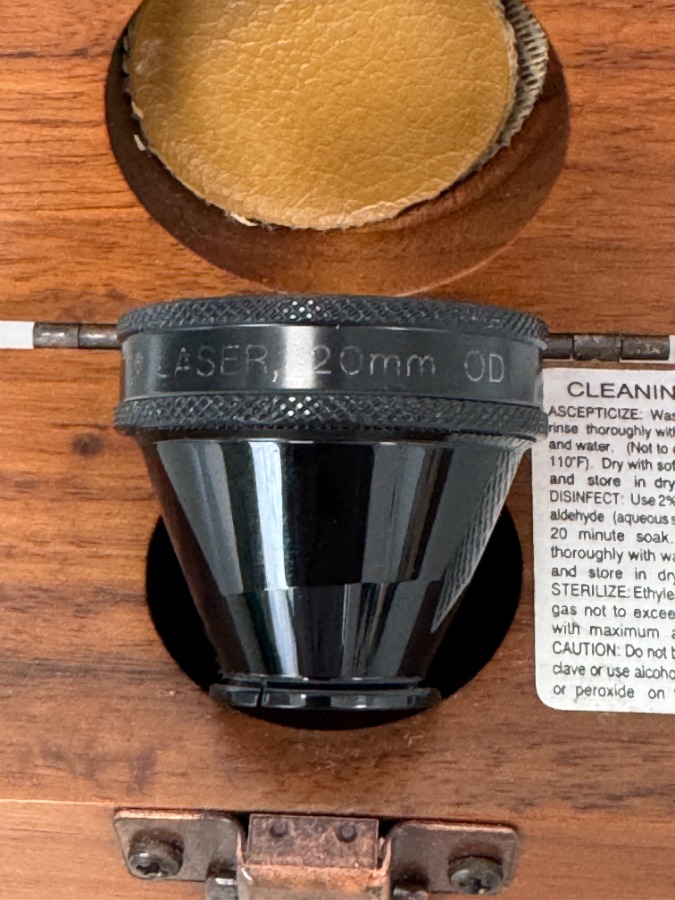 LASER, 20mm OD
CLEANIN
ASCEPTICIZE: Was
rinse thoroughly with
and water. (Not to e
110°F). Dry with sof
and store in dry
DISINFECT: Use 2%
aldehyde (aqueous s
20 minute soak.
thoroughly with wa
and store in dry
STERILIZE: Ethyle
gas not to excee
with maximum a
CAUTION: Do not b
clave or use alcoho
or peroxide on